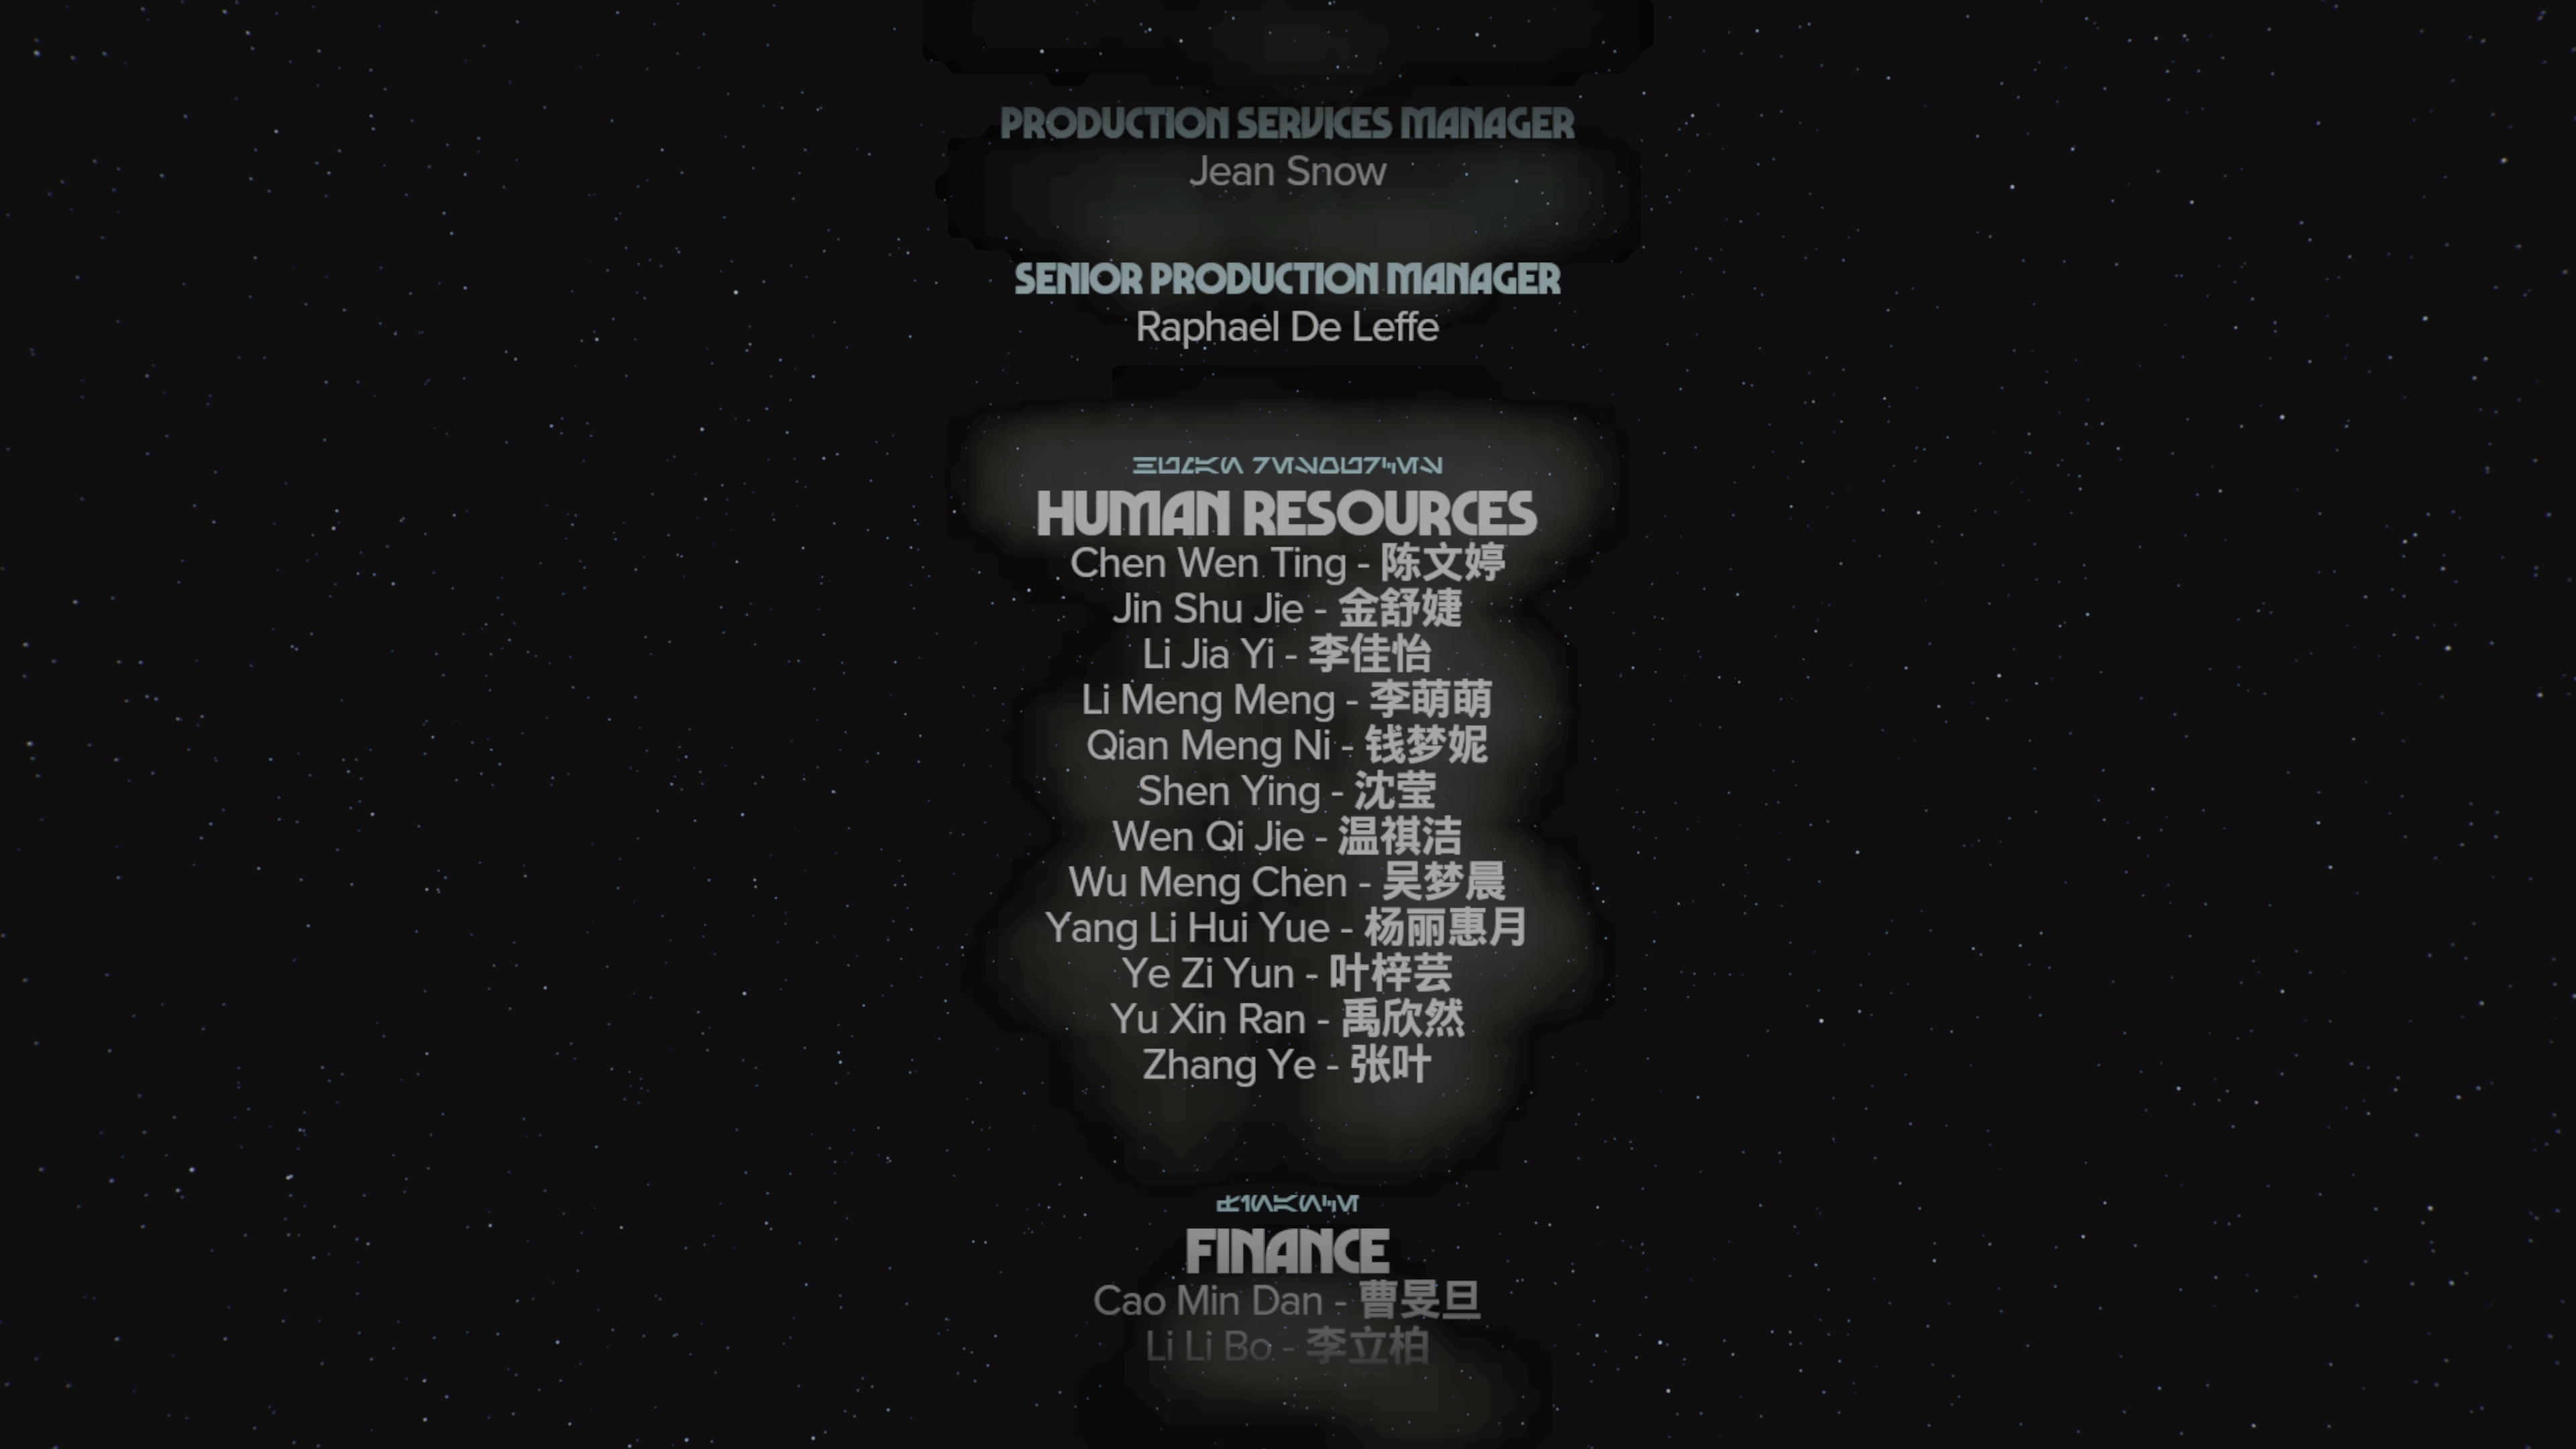 PRODUCTION SERVICES MANAGER
Jean Snow
SENIOR PRODUCTION MANAGER
Raphaël De Leffe
HUMAN RESOURCES
Chen Wen Ting - 陈文婷
Jin Shu Jie - 金舒婕
Li Jia Yi - 李佳怡
Li Meng Meng - 李萌萌
Qian Meng Ni - 钱梦妮
Shen Ying - 沈莹
Wen Qi Jie - 温祺洁
Wu Meng Chen - 吴梦晨
Yang Li Hui Yue - 杨丽惠月
Ye Zi Yun - 叶梓芸
Yu Xin Ran - 禹欣然
Zhang Ye - 张叶
FINANCE
Cao Min Dan - 曹旻旦
Li Li Bo - 李立柏